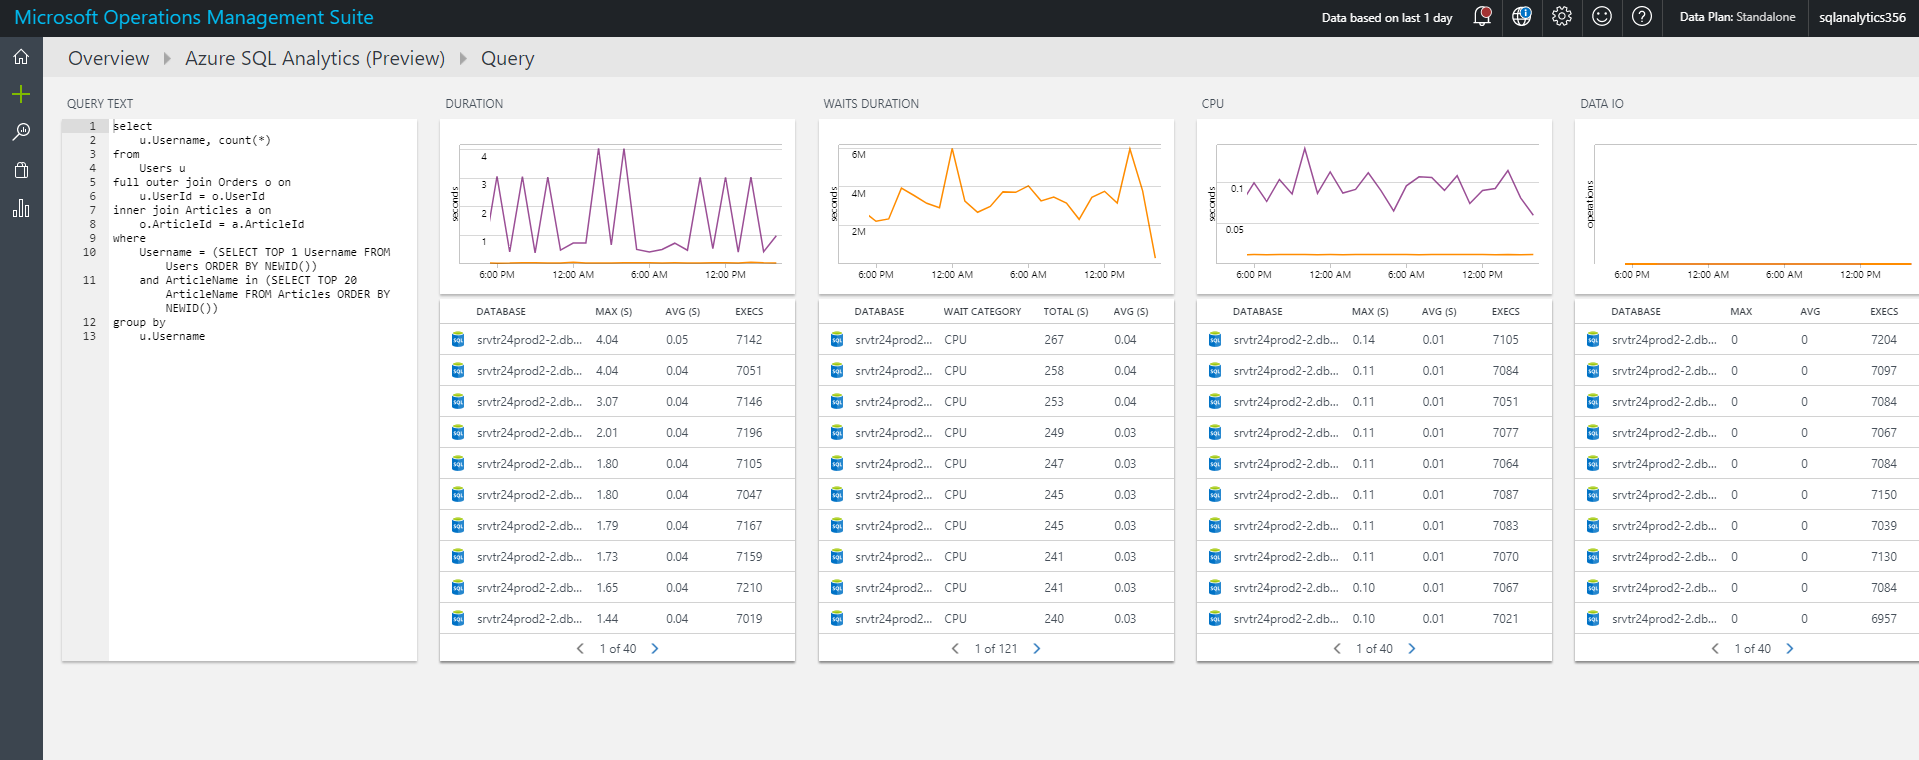 Microsoft Operations Management Suite
Data based on last 1 day
Data Plan: Standalone
sqlanalytics356
Overview
Azure SQL Analytics (Preview)
Query
QUERY TEXT
1 select
2 u.Username, count(*)
3 from
4 Users u
5 full outer join Orders o on
6 u.UserId = o.UserId
7 inner join Articles a on
8 o.ArticleId = a.ArticleId
9 where
10 Username = (SELECT TOP 1 Username FROM
Users ORDER BY NEWID())
11 and ArticleName in (SELECT TOP 20
ArticleName FROM Articles ORDER BY
NEWID())
12 group by
13 u.Username
DURATION
seconds
4
3
2
1
6:00 PM 12:00 AM 6:00 AM 12:00 PM
DATABASE MAX (S) AVG (S) EXECS
srvtr24prod2-2.db... 4.04 0.05 7142
srvtr24prod2-2.db... 4.04 0.04 7051
srvtr24prod2-2.db... 3.07 0.04 7146
srvtr24prod2-2.db... 2.01 0.04 7196
srvtr24prod2-2.db... 1.80 0.04 7105
srvtr24prod2-2.db... 1.80 0.04 7047
srvtr24prod2-2.db... 1.79 0.04 7167
srvtr24prod2-2.db... 1.73 0.04 7159
srvtr24prod2-2.db... 1.65 0.04 7210
srvtr24prod2-2.db... 1.44 0.04 7019
1 of 40
WAITS DURATION
seconds
6M
4M
2M
6:00 PM 12:00 AM 6:00 AM 12:00 PM
DATABASE WAIT CATEGORY TOTAL (S) AVG (S)
srvtr24prod2... CPU 267 0.04
srvtr24prod2... CPU 258 0.04
srvtr24prod2... CPU 253 0.04
srvtr24prod2... CPU 249 0.03
srvtr24prod2... CPU 247 0.03
srvtr24prod2... CPU 245 0.03
srvtr24prod2... CPU 245 0.03
srvtr24prod2... CPU 241 0.03
srvtr24prod2... CPU 241 0.03
srvtr24prod2... CPU 240 0.03
1 of 121
CPU
seconds
0.1
0.05
6:00 PM 12:00 AM 6:00 AM 12:00 PM
DATABASE MAX (S) AVG (S) EXECS
srvtr24prod2-2.db... 0.14 0.01 7105
srvtr24prod2-2.db... 0.11 0.01 7084
srvtr24prod2-2.db... 0.11 0.01 7051
srvtr24prod2-2.db... 0.11 0.01 7077
srvtr24prod2-2.db... 0.11 0.01 7064
srvtr24prod2-2.db... 0.11 0.01 7087
srvtr24prod2-2.db... 0.11 0.01 7083
srvtr24prod2-2.db... 0.11 0.01 7070
srvtr24prod2-2.db... 0.10 0.01 7067
srvtr24prod2-2.db... 0.10 0.01 7021
1 of 40
DATA IO
operations
6:00 PM 12:00 AM 6:00 AM 12:00 PM
DATABASE MAX AVG EXECS
srvtr24prod2-2.db... 0 0 7204
srvtr24prod2-2.db... 0 0 7097
srvtr24prod2-2.db... 0 0 7084
srvtr24prod2-2.db... 0 0 7067
srvtr24prod2-2.db... 0 0 7084
srvtr24prod2-2.db... 0 0 7150
srvtr24prod2-2.db... 0 0 7039
srvtr24prod2-2.db... 0 0 7130
srvtr24prod2-2.db... 0 0 7084
srvtr24prod2-2.db... 0 0 6957
1 of 40